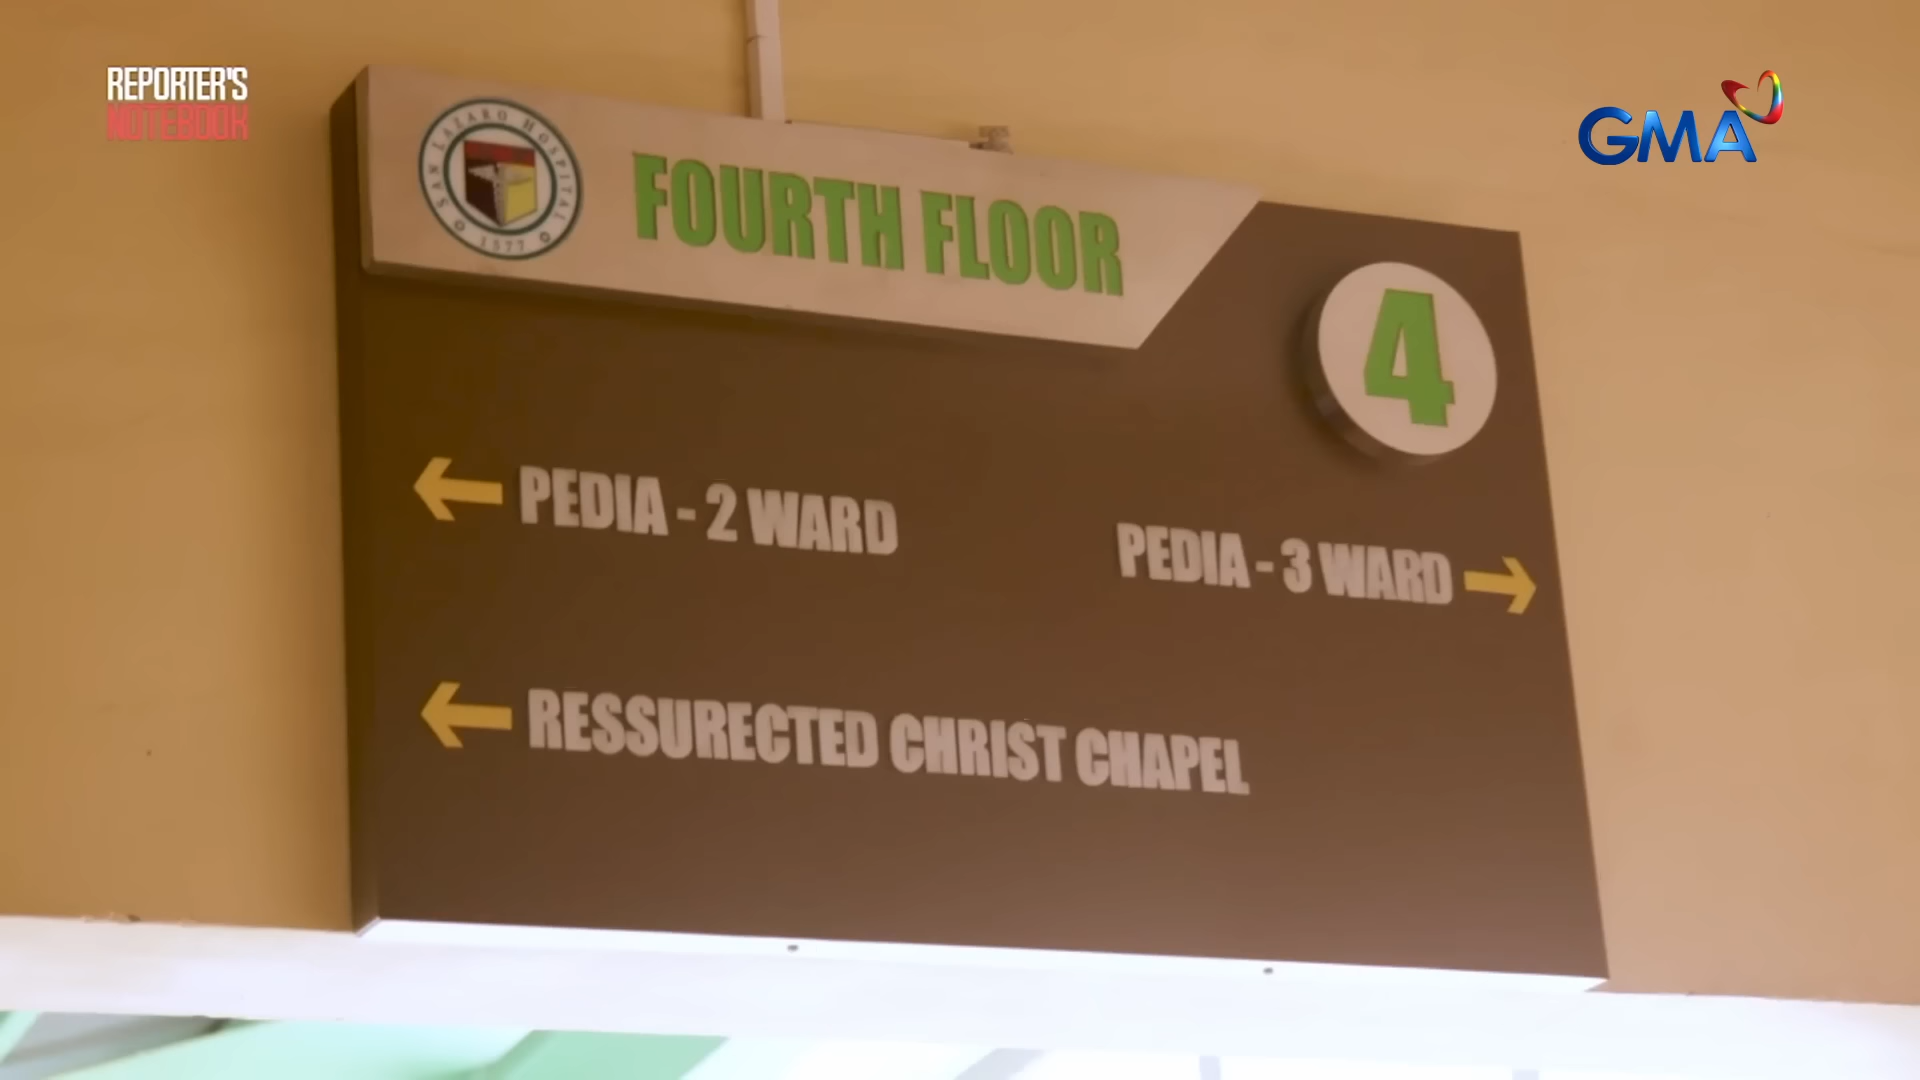 REPORTER'S
NOTEBOOK
GMA
SAN LAZARO HOSPITAL
1577
FOURTH FLOOR
4
PEDIA - 2 WARD
PEDIA - 3 WARD
RESSURECTED CHRIST CHAPEL